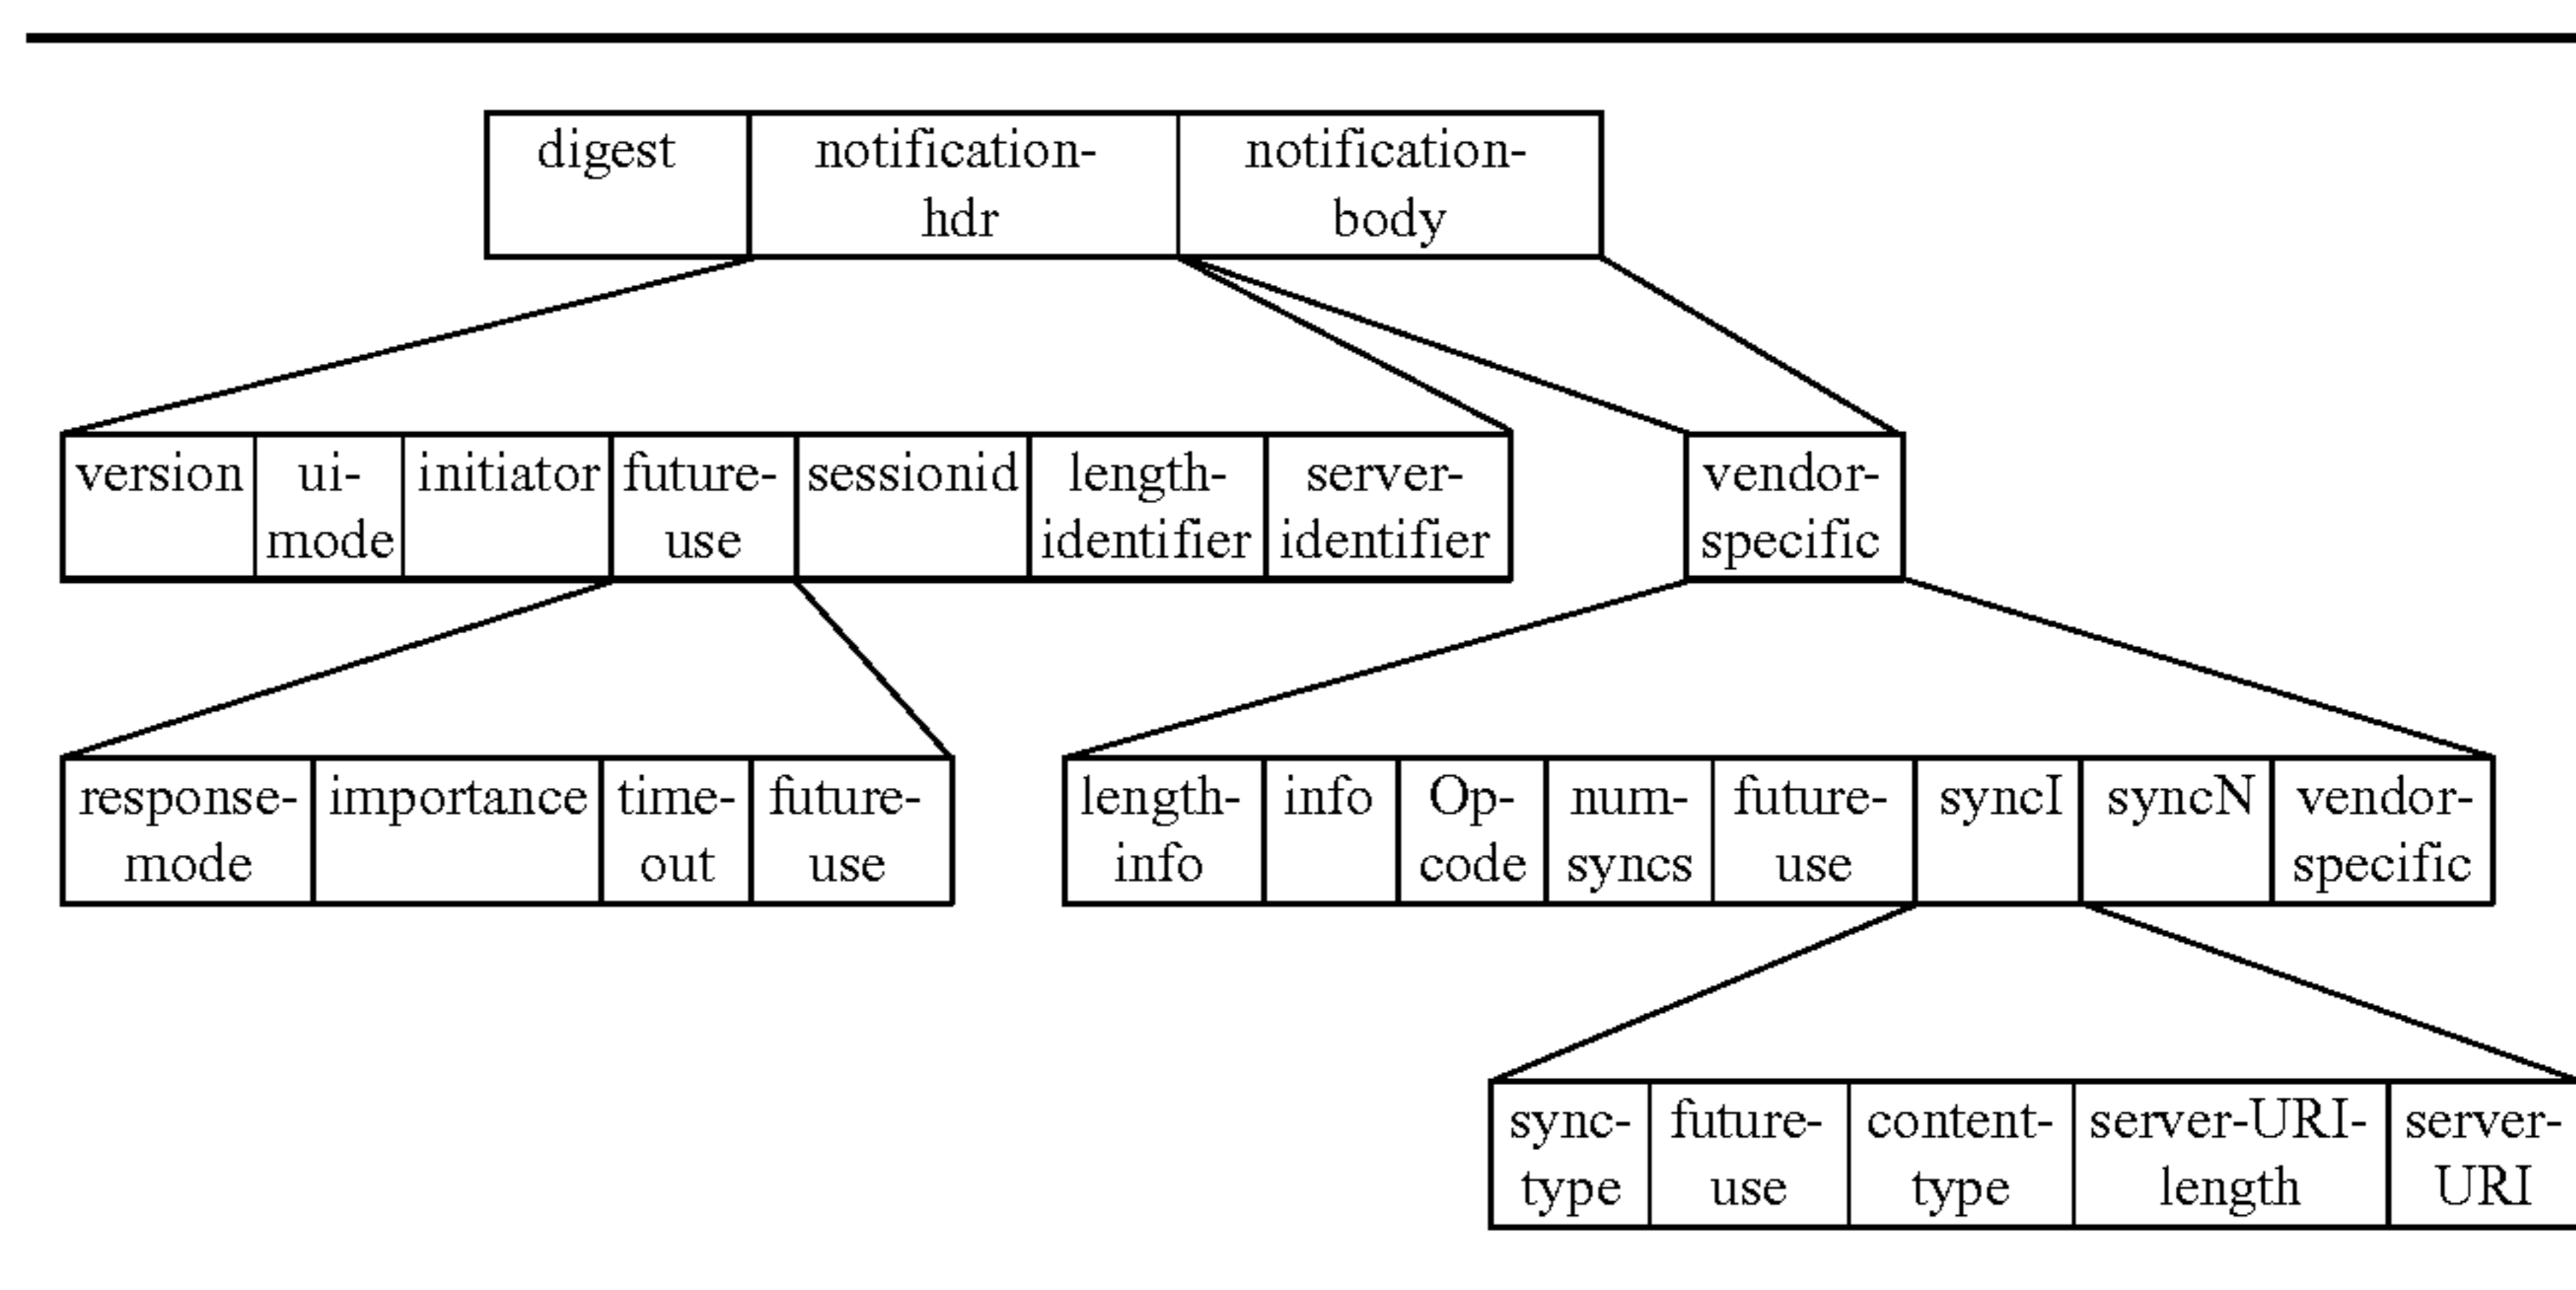 digest
notification-
hdr
notification-
body
version
ui-
mode
initiator
future-
use
sessionid
length-
identifier
server-
identifier
vendor-
specific
response-
mode
importance
time-
out
future-
use
length-
info
info
Op-
code
num-
syncs
future-
use
syncI
syncN
vendor-
specific
sync-
type
future-
use
content-
type
server-URI-
length
server-
URI